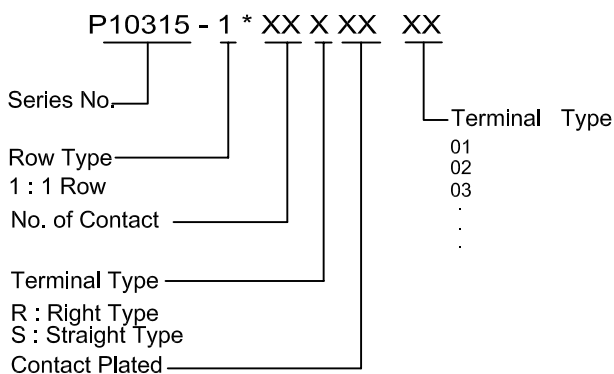 P10315 - 1 * XX X XX XX
Series No.
Row Type
1 : 1 Row
No. of Contact
Terminal Type
R : Right Type
S : Straight Type
Contact Plated
Terminal Type
01
02
03
.
.
.